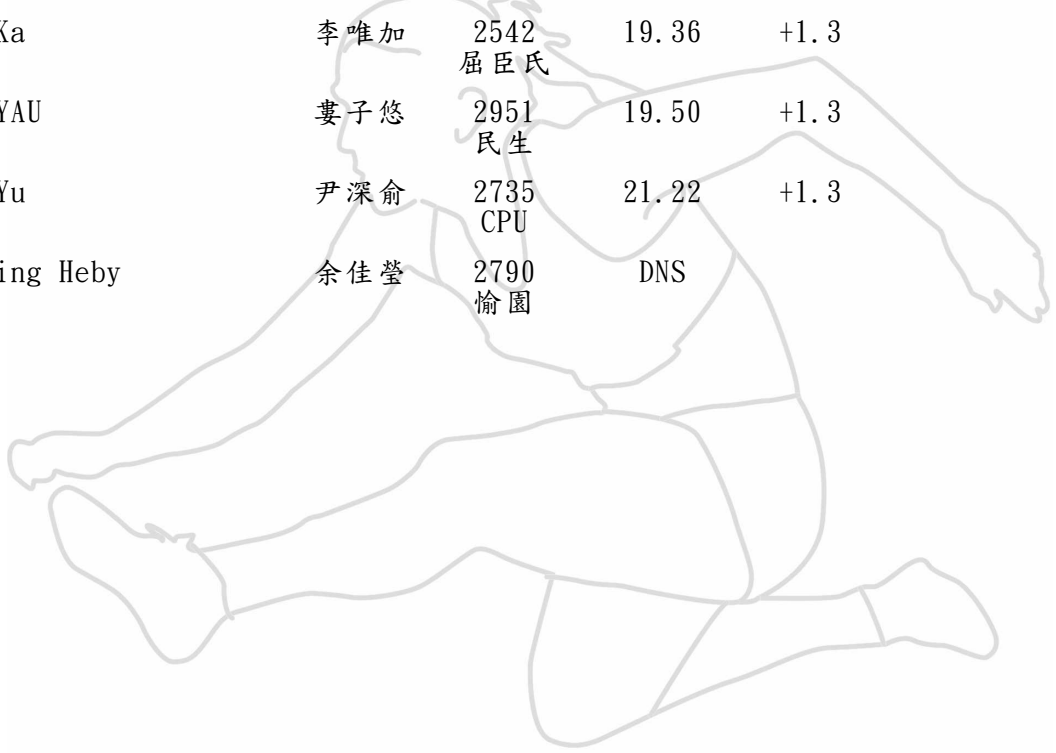 Ka 李唯加 2542 19.36 +1.3
屈臣氏
YAU 婁子悠 2951 19.50 +1.3
民生
Yu 尹深俞 2735 21.22 +1.3
CPU
ing Heby 余佳瑩 2790 DNS
愉園